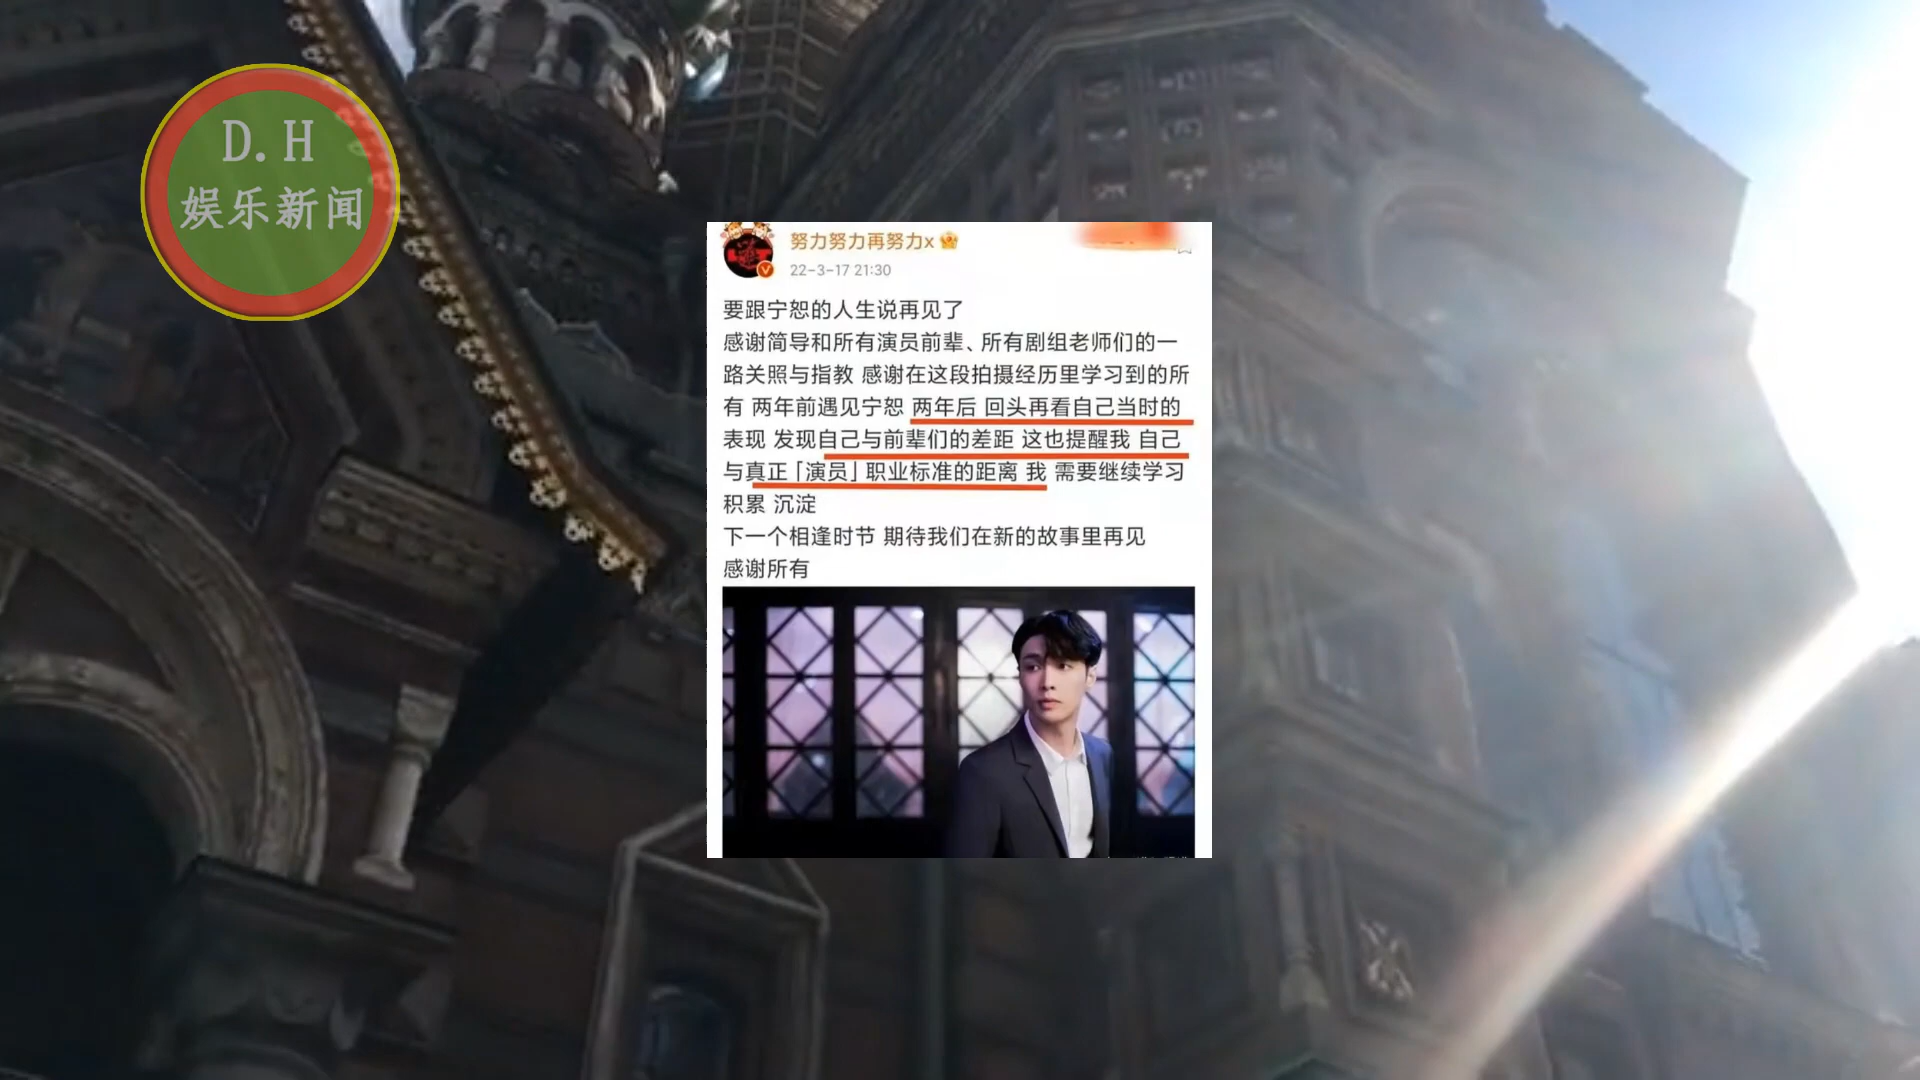 D.H
娱乐新闻
努力努力再努力x
22-3-17 21:30
要跟宁恕的人生说再见了
感谢简导和所有演员前辈、所有剧组老师们的一
路关照与指教 感谢在这段拍摄经历里学习到的所
有 两年前遇见宁恕 两年后 回头再看自己当时的
表现 发现自己与前辈们的差距 这也提醒我 自己
与真正「演员」职业标准的距离 我 需要继续学习
积累 沉淀
下一个相逢时节 期待我们在新的故事里再见
感谢所有